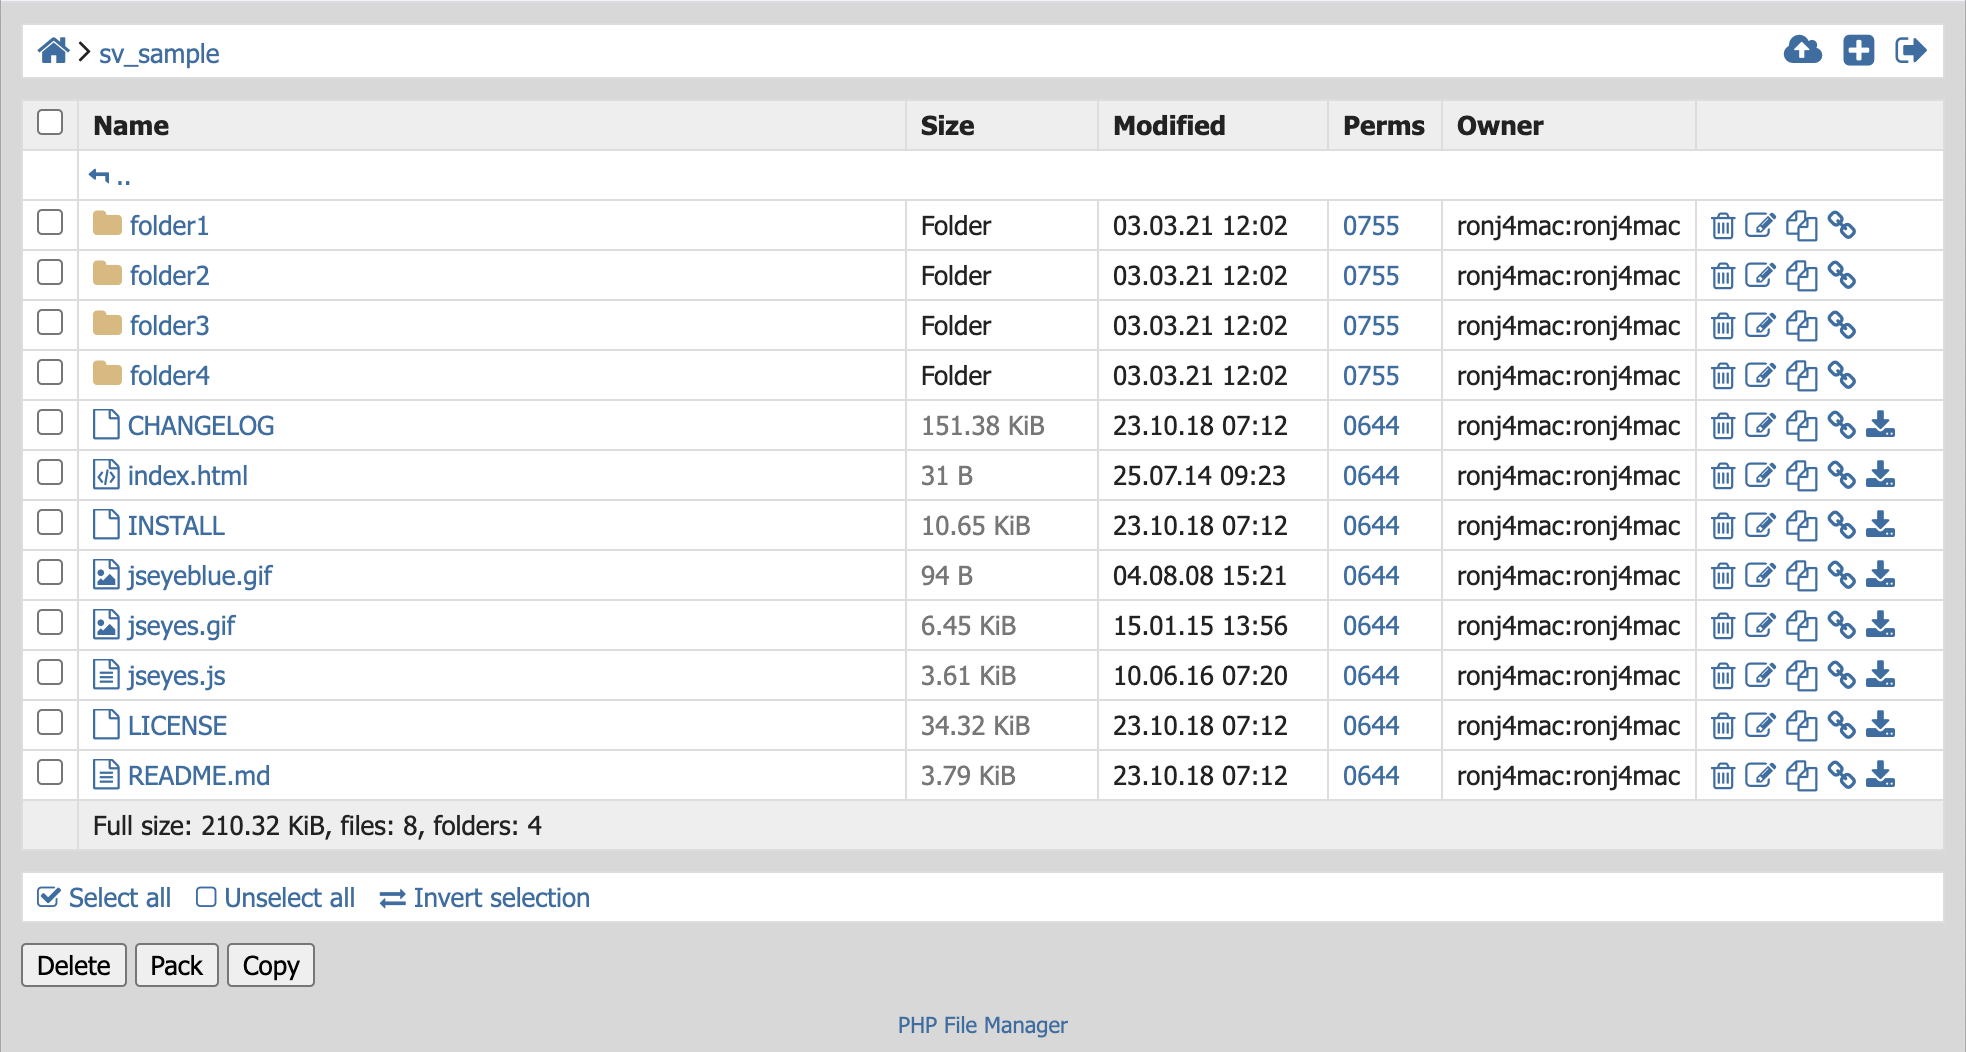 sv_sample
Name Size Modified Perms Owner
..
folder1 Folder 03.03.21 12:02 0755 ronj4mac:ronj4mac
folder2 Folder 03.03.21 12:02 0755 ronj4mac:ronj4mac
folder3 Folder 03.03.21 12:02 0755 ronj4mac:ronj4mac
folder4 Folder 03.03.21 12:02 0755 ronj4mac:ronj4mac
CHANGELOG 151.38 KiB 23.10.18 07:12 0644 ronj4mac:ronj4mac
index.html 31 B 25.07.14 09:23 0644 ronj4mac:ronj4mac
INSTALL 10.65 KiB 23.10.18 07:12 0644 ronj4mac:ronj4mac
jseyeblue.gif 94 B 04.08.08 15:21 0644 ronj4mac:ronj4mac
jseyes.gif 6.45 KiB 15.01.15 13:56 0644 ronj4mac:ronj4mac
jseyes.js 3.61 KiB 10.06.16 07:20 0644 ronj4mac:ronj4mac
LICENSE 34.32 KiB 23.10.18 07:12 0644 ronj4mac:ronj4mac
README.md 3.79 KiB 23.10.18 07:12 0644 ronj4mac:ronj4mac
Full size: 210.32 KiB, files: 8, folders: 4
Select all Unselect all Invert selection
Delete Pack Copy
PHP File Manager